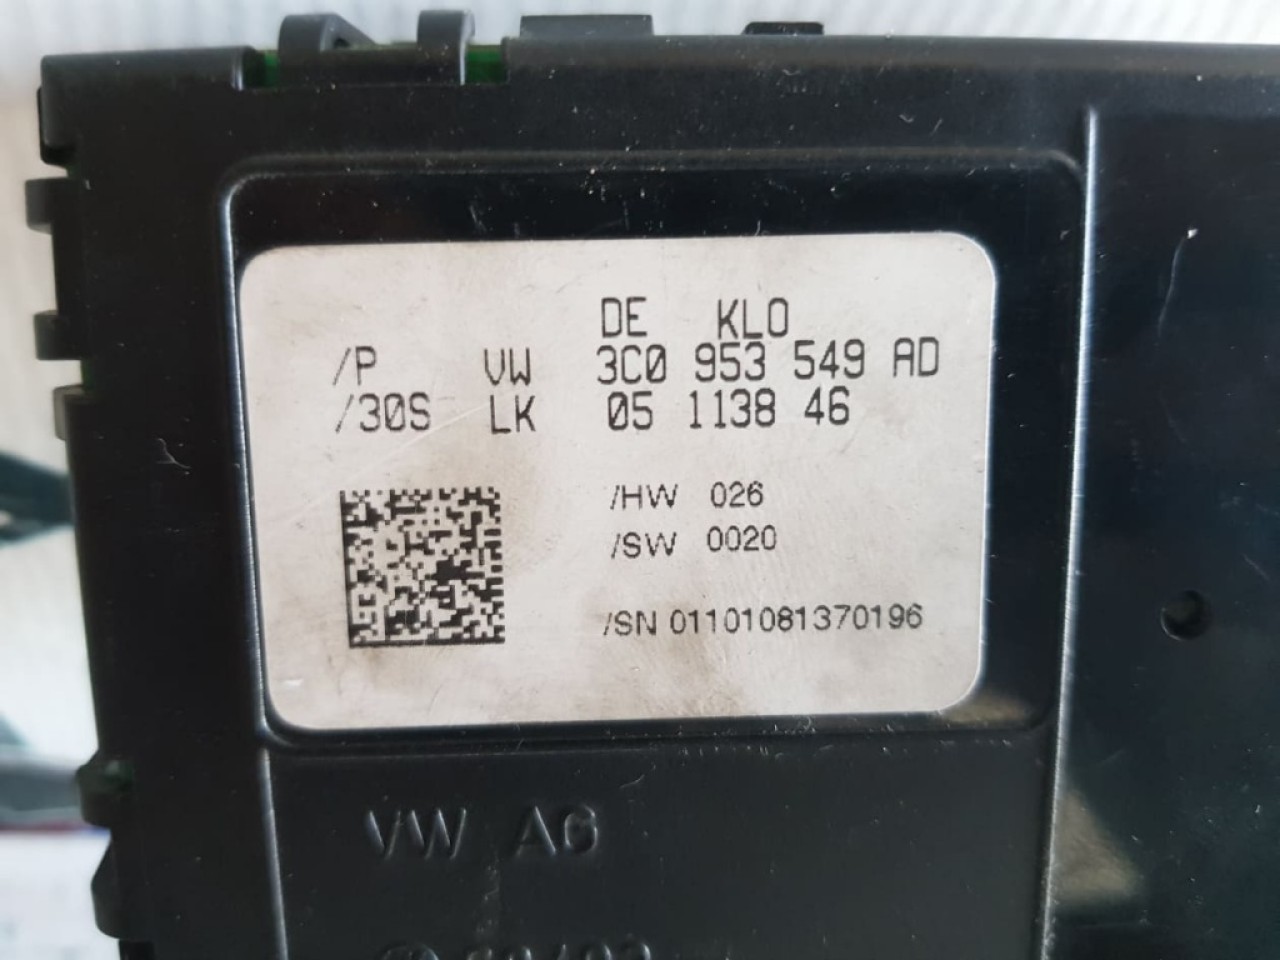 DE KLO
/P VW 3C0 953 549 AD
/30S LK 05 1138 46
/HW 026
/SW 0020
/SN 01101081370196
VW AG